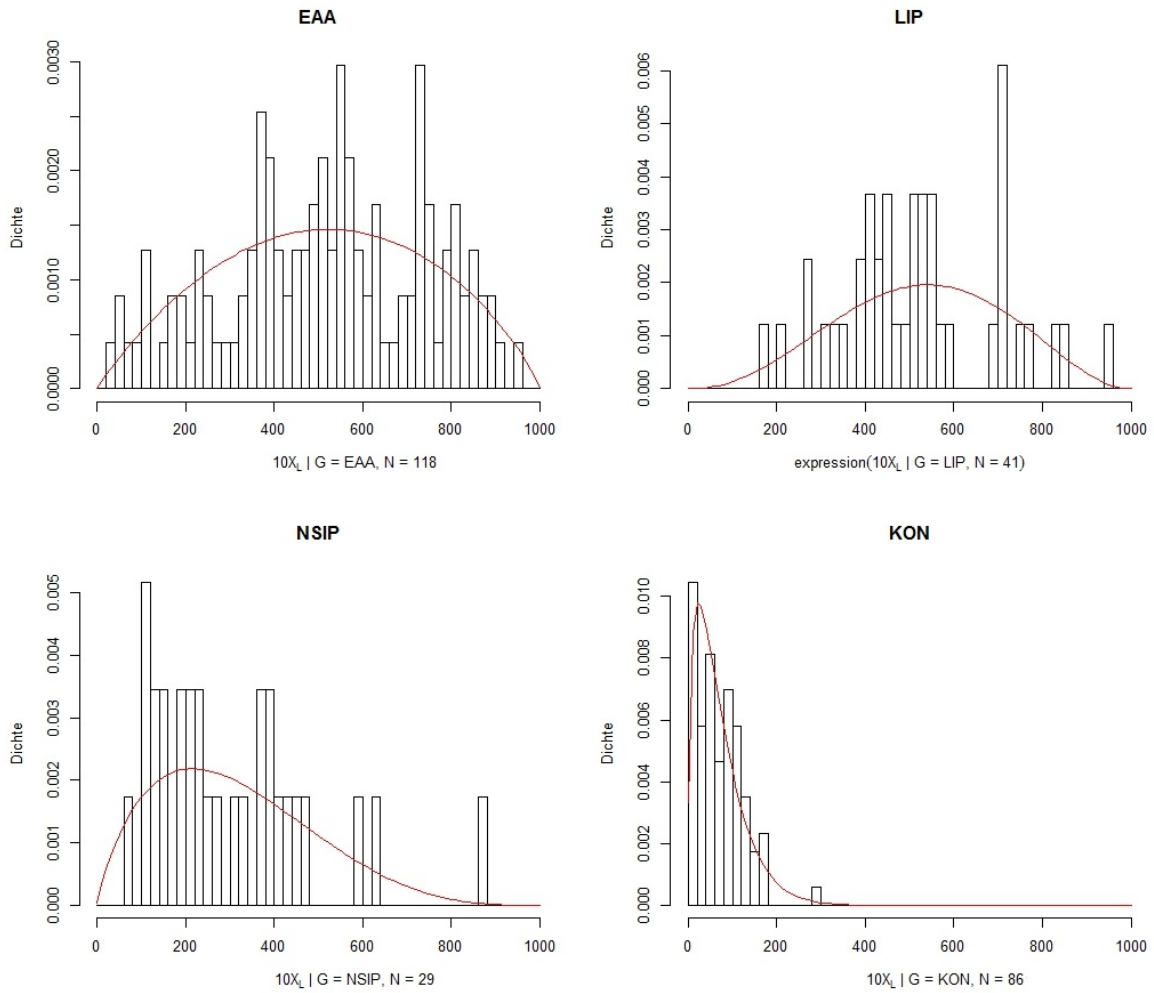 EAA
0.0030
0.0020
0.0010
0.0000
Dichte
0 200 400 600 800 1000
10X_L | G = EAA, N = 118
LIP
0.006
0.005
0.004
0.003
0.002
0.001
0.000
Dichte
0 200 400 600 800 1000
expression(10X_L | G = LIP, N = 41)
NSIP
0.005
0.004
0.003
0.002
0.001
0.000
Dichte
0 200 400 600 800 1000
10X_L | G = NSIP, N = 29
KON
0.010
0.008
0.006
0.004
0.002
0.000
Dichte
0 200 400 600 800 1000
10X_L | G = KON, N = 86